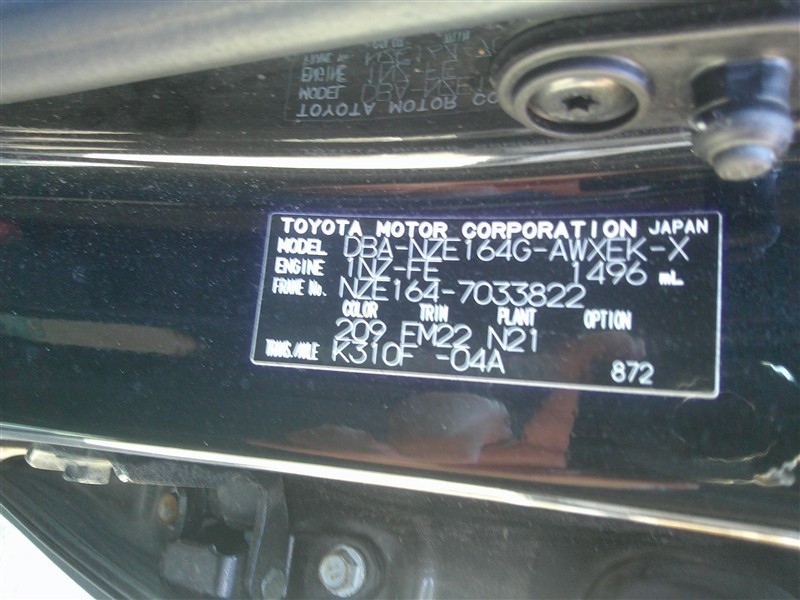 TOYOTA MOTOR CORPORATION JAPAN
MODEL DBA-NZE164G-AWXEK-X
ENGINE 1NZ-FE 1496 mL
FRAME No. NZE164-7033822
COLOR TRIM PLANT OPTION
209 EM22 N21
TRANS./AXLE K310F -04A
872